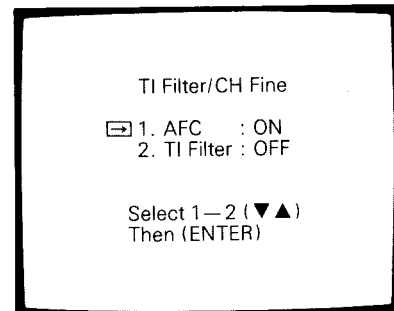 TI Filter/CH Fine
→ 1. AFC : ON
2. TI Filter : OFF
Select 1—2 (▼▲)
Then (ENTER)